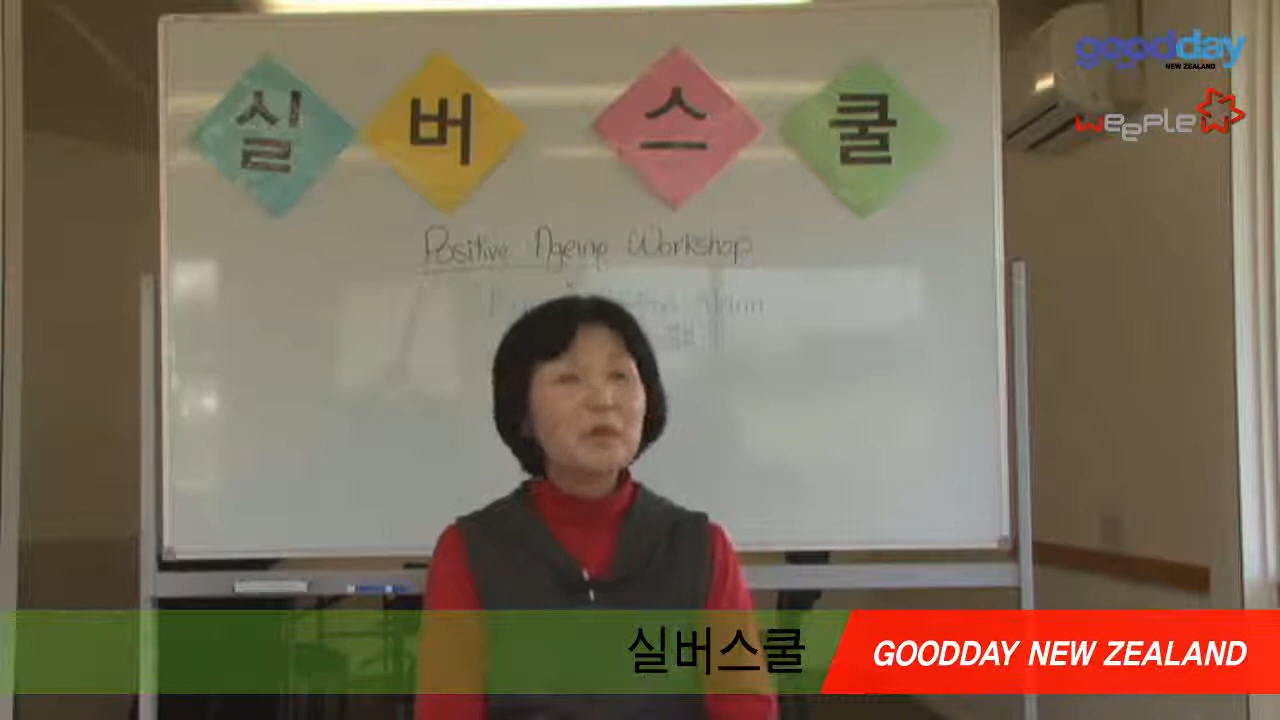 goodday
NEW ZEALAND
weeple
실버스쿨
Positive Ageing Workshop
실버스쿨
GOODDAY NEW ZEALAND